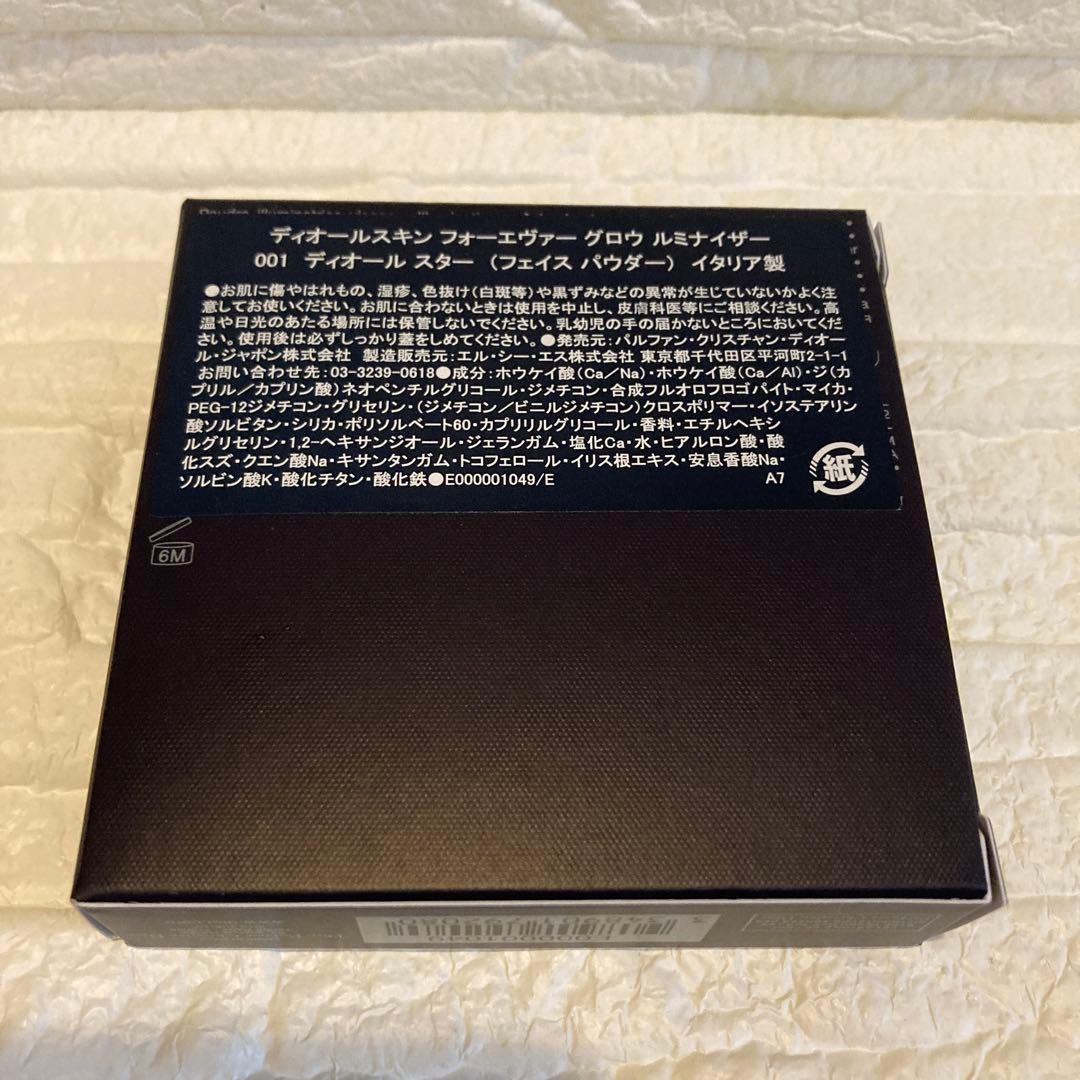 ディオールスキン フォーエヴァー グロウ ルミナイザー
001 ディオール スター (フェイス パウダー) イタリア製
●お肌に傷やはれもの、湿疹、色抜け(白斑等)や黒ずみなどの異常が生じていないかよく注
意してお使いください。お肌に合わないときは使用を中止し、皮膚科医等にご相談ください。高
温や日光のあたる場所には保管しないでください。乳幼児の手の届かないところにおいてくだ
さい。使用後は必ずしっかり蓋をしめてください。●発売元:パルファン・クリスチャン・ディオー
ル・ジャポン株式会社 製造販売元:エル・シー・エス株式会社 東京都千代田区平河町2-1-1
お問い合わせ先:03-3239-0618●成分:ホウケイ酸(Ca/Na)・ホウケイ酸(Ca/Al)・ジ(カ
プリル/カプリン酸)ネオペンチルグリコール・ジメチコン・合成フルオロフロゴパイト・マイカ・
PEG-12ジメチコン・グリセリン・(ジメチコン/ビニルジメチコン)クロスポリマー・イソステアリン
酸ソルビタン・シリカ・ポリソルベート60・カプリリルグリコール・香料・エチルヘキシ
ルグリセリン・1,2-ヘキサンジオール・ジェランガム・塩化Ca・水・ヒアルロン酸・酸
化スズ・クエン酸Na・キサンタンガム・トコフェロール・イリス根エキス・安息香酸Na・
ソルビン酸K・酸化チタン・酸化鉄●E000001049/E A7
紙
6M
E000001049